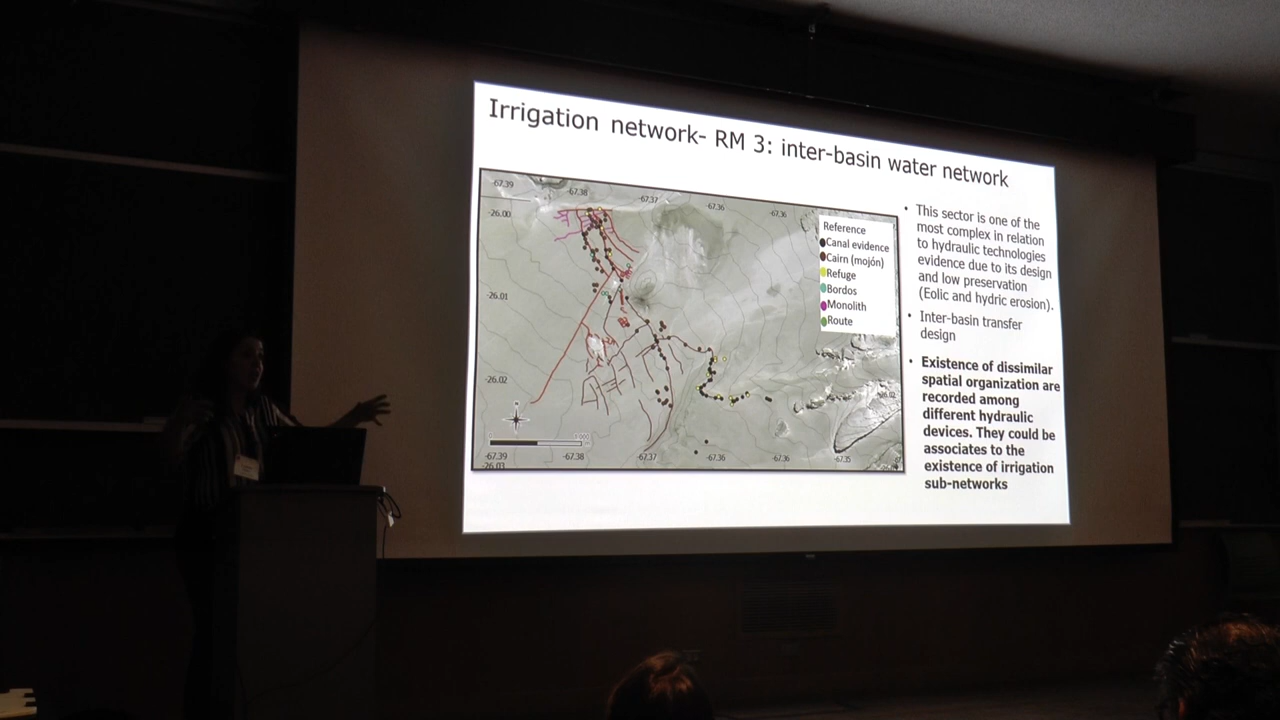 Irrigation network- RM 3: inter-basin water network
-67.39
-67.38
-67.37
-67.36
-67.36
-26.00
-26.01
-26.02
Reference
Canal evidence
Cairn (mojón)
Refuge
Bordos
Monolith
Route
-26.02
N
1.000
-67.39
-67.38
-67.37
-67.36
-67.36
-67.35
-26.03
• This sector is one of the
most complex in relation
to hydraulic technologies
evidence due to its design
and low preservation
(Eolic and hydric erosion).
• Inter-basin transfer
design
• Existence of dissimilar
spatial organization are
recorded among
different hydraulic
devices. They could be
associates to the
existence of irrigation
sub-networks